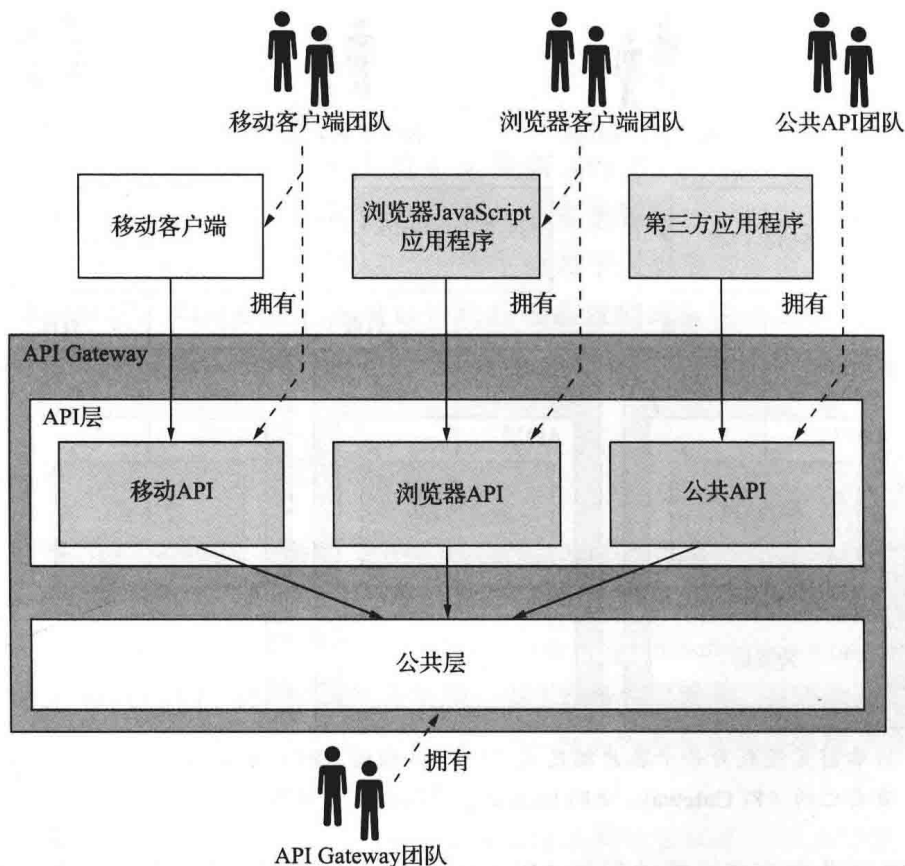 移动客户端团队
浏览器客户端团队
公共API团队
移动客户端
浏览器JavaScript
应用程序
第三方应用程序
拥有
拥有
拥有
API Gateway
API层
移动API
浏览器API
公共API
公共层
拥有
API Gateway团队